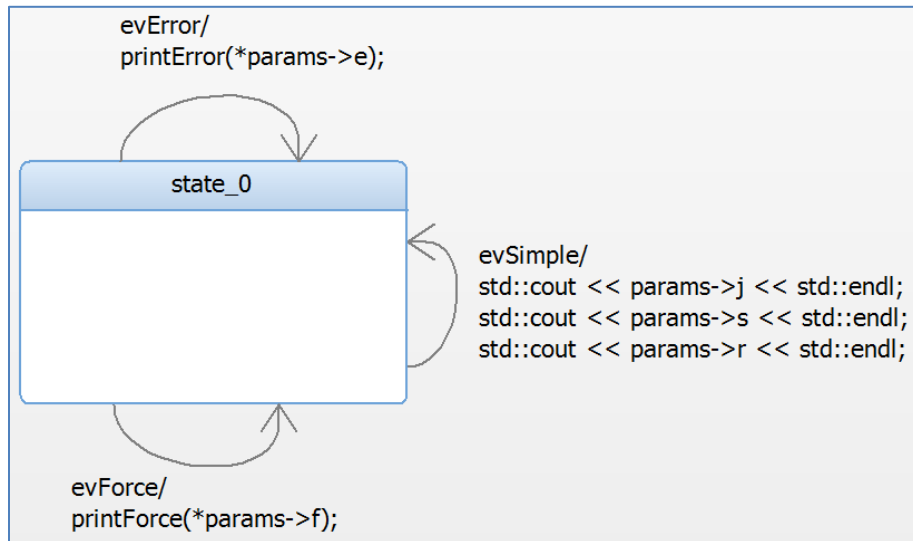 evError/
printError(*params->e);
state_0
evSimple/
std::cout << params->j << std::endl;
std::cout << params->s << std::endl;
std::cout << params->r << std::endl;
evForce/
printForce(*params->f);